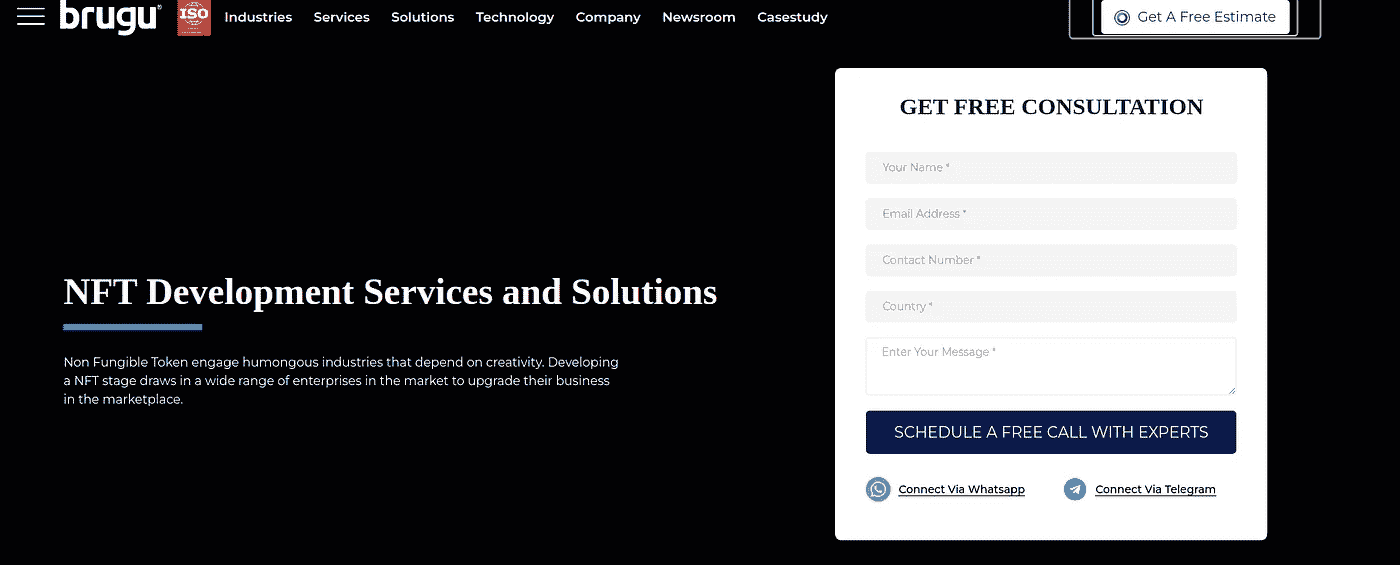 brugu®
ISO
Industries Services Solutions Technology Company Newsroom Casestudy
Get A Free Estimate
NFT Development Services and Solutions
Non Fungible Token engage humongous industries that depend on creativity. Developing
a NFT stage draws in a wide range of enterprises in the market to upgrade their business
in the marketplace.
GET FREE CONSULTATION
Your Name *
Email Address *
Contact Number *
Country *
Enter Your Message *
SCHEDULE A FREE CALL WITH EXPERTS
Connect Via Whatsapp Connect Via Telegram